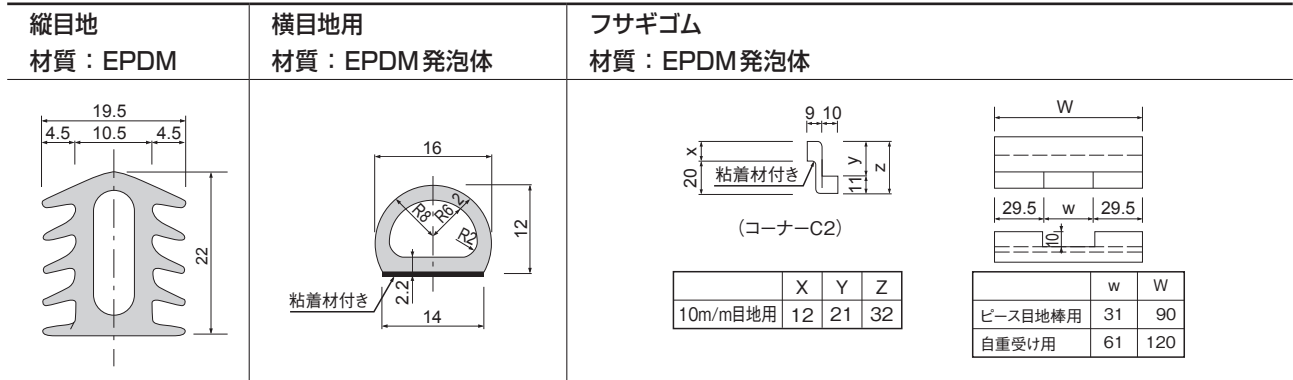 縦目地
材質：EPDM
横目地用
材質：EPDM発泡体
フサギゴム
材質：EPDM発泡体
19.5
4.5 10.5 4.5
22
16
R8 R6 2
R2
12
2.2
粘着材付き
14
9 10
x
20
粘着材付き
y
11
z
（コーナーC2）
X Y Z
10m/m目地用 12 21 32
W
29.5 w 29.5
10
w W
ピース目地棒用 31 90
自重受け用 61 120